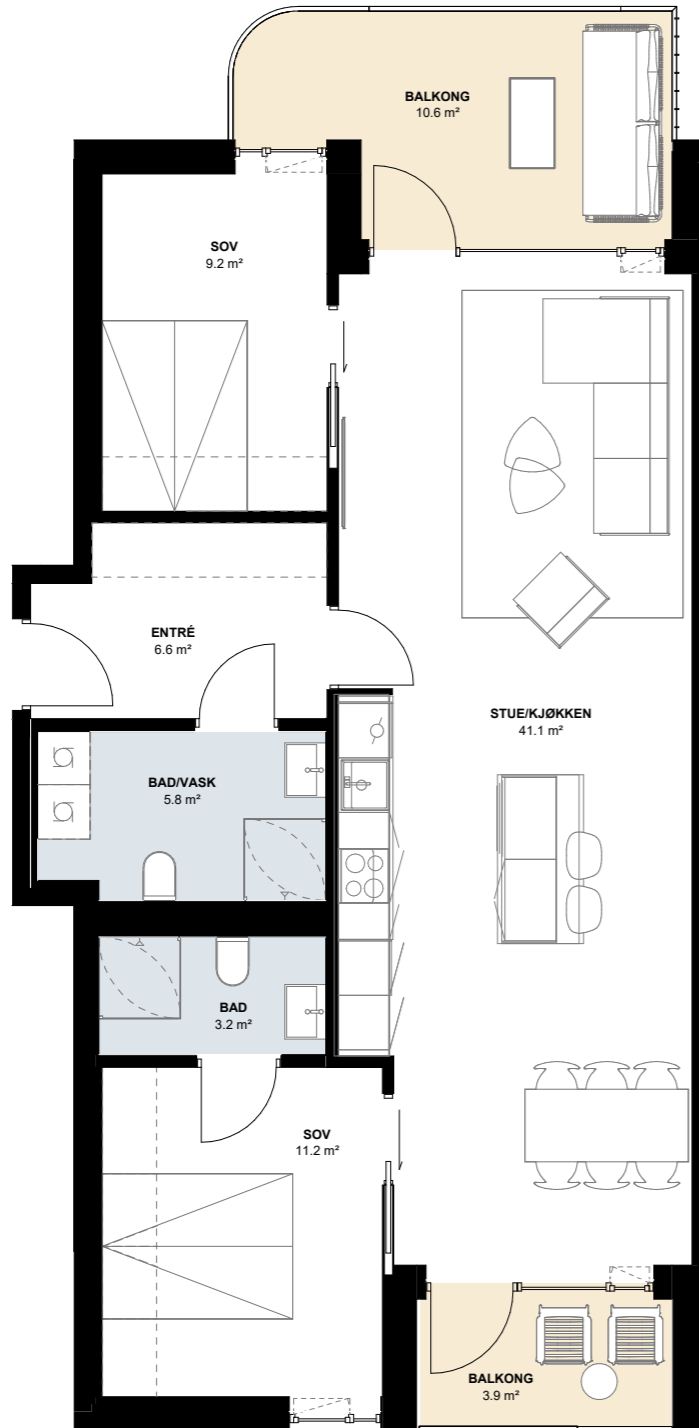 BALKONG
10.6 m²
SOV
9.2 m²
ENTRÉ
6.6 m²
STUE/KJØKKEN
41.1 m²
BAD/VASK
5.8 m²
BAD
3.2 m²
SOV
11.2 m²
BALKONG
3.9 m²